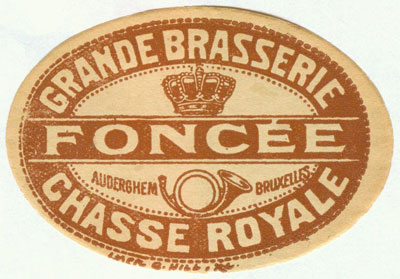 GRANDE BRASSERIE
FONCÉE
AUDERGHEM BRUXELLES
CHASSE ROYALE